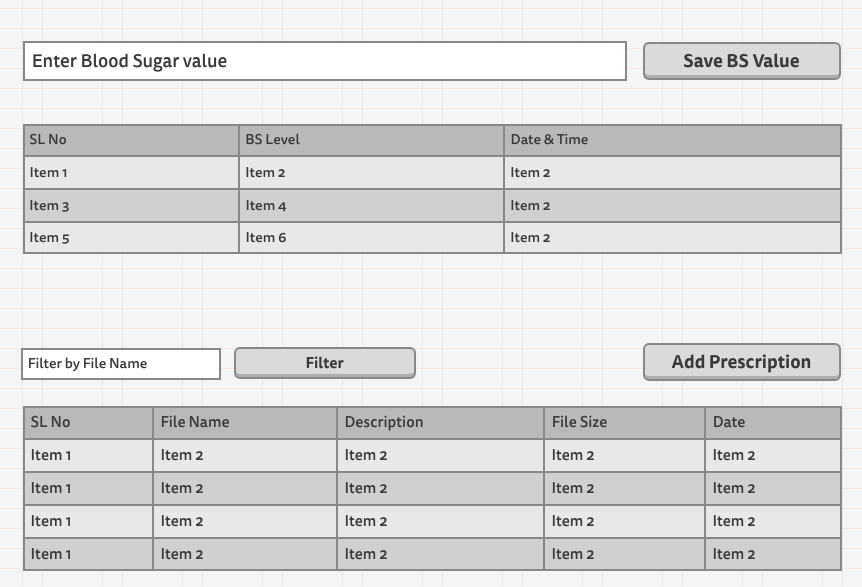 Enter Blood Sugar value Save BS Value
SL No BS Level Date & Time
Item 1 Item 2 Item 2
Item 3 Item 4 Item 2
Item 5 Item 6 Item 2
Filter by File Name Filter Add Prescription
SL No File Name Description File Size Date
Item 1 Item 2 Item 2 Item 2 Item 2
Item 1 Item 2 Item 2 Item 2 Item 2
Item 1 Item 2 Item 2 Item 2 Item 2
Item 1 Item 2 Item 2 Item 2 Item 2